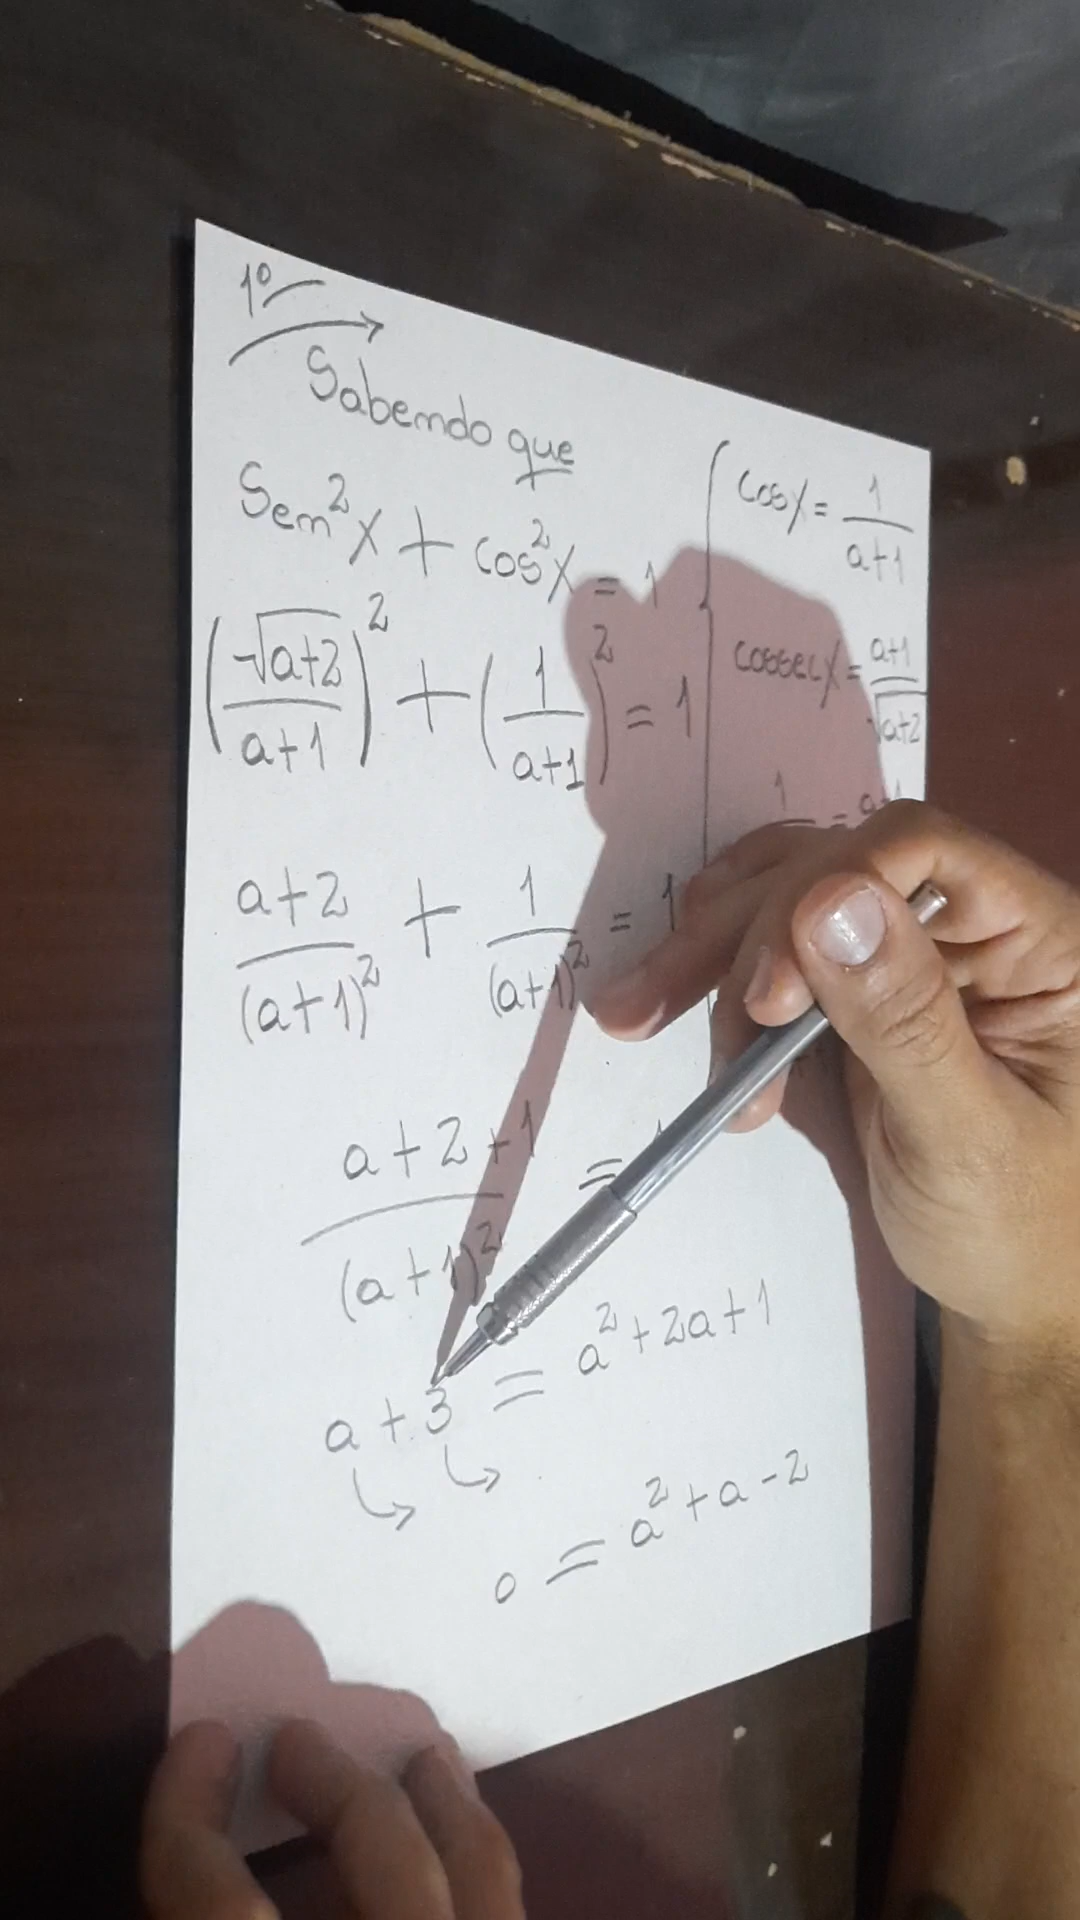 1º
Sabendo que
Sen²x + cos²x = 1
(√a+2/a+1)² + (1/a+1)² = 1
a+2/(a+1)² + 1/(a+1)² = 1
a+2+1/(a+1)² =
a+3 = a²+2a+1
0 = a²+a-2
cosx = 1/a+1
cossecx = a+1/√a+2